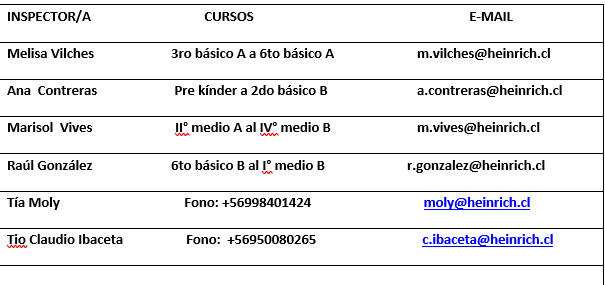 INSPECTOR/A CURSOS E-MAIL
Melisa Vilches 3ro básico A a 6to básico A m.vilches@heinrich.cl
Ana Contreras Pre kínder a 2do básico B a.contreras@heinrich.cl
Marisol Vives II° medio A al IV° medio B m.vives@heinrich.cl
Raúl González 6to básico B al I° medio B r.gonzalez@heinrich.cl
Tía Moly Fono: +56998401424 moly@heinrich.cl
Tio Claudio Ibaceta Fono: +56950080265 c.ibaceta@heinrich.cl